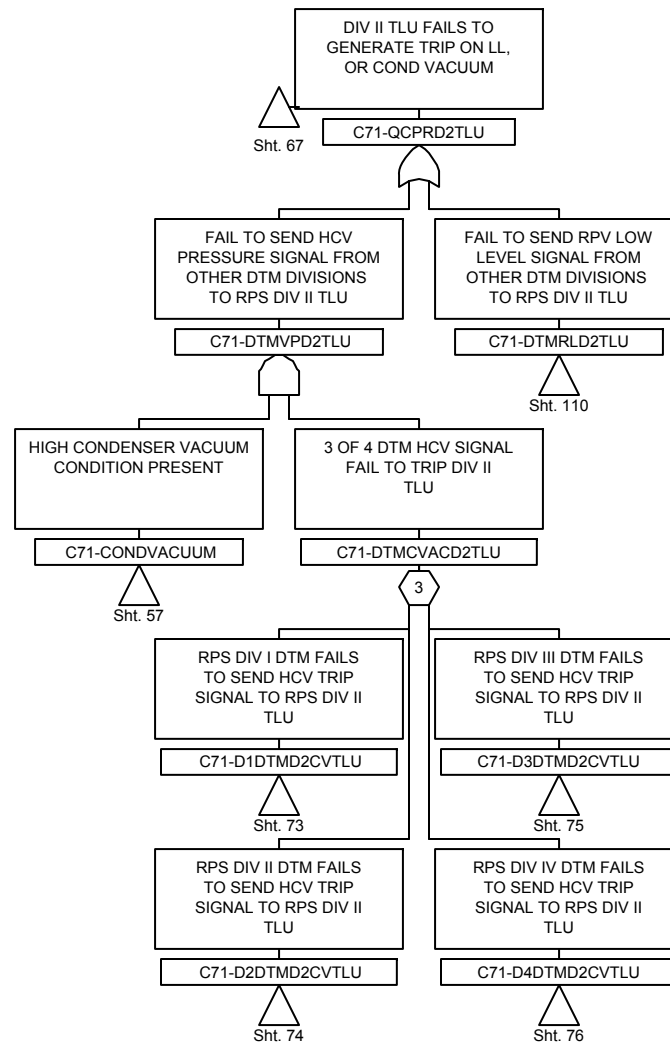 DIV II TLU FAILS TO
GENERATE TRIP ON LL,
OR COND VACUUM
Sht. 67
C71-QCPRD2TLU
FAIL TO SEND HCV
PRESSURE SIGNAL FROM
OTHER DTM DIVISIONS
TO RPS DIV II TLU
C71-DTMVPD2TLU
FAIL TO SEND RPV LOW
LEVEL SIGNAL FROM
OTHER DTM DIVISIONS
TO RPS DIV II TLU
C71-DTMRLD2TLU
Sht. 110
HIGH CONDENSER VACUUM
CONDITION PRESENT
C71-CONDVACUUM
Sht. 57
3 OF 4 DTM HCV SIGNAL
FAIL TO TRIP DIV II
TLU
C71-DTMCVACD2TLU
3
RPS DIV I DTM FAILS
TO SEND HCV TRIP
SIGNAL TO RPS DIV II
TLU
C71-D1DTMD2CVTLU
Sht. 73
RPS DIV III DTM FAILS
TO SEND HCV TRIP
SIGNAL TO RPS DIV II
TLU
C71-D3DTMD2CVTLU
Sht. 75
RPS DIV II DTM FAILS
TO SEND HCV TRIP
SIGNAL TO RPS DIV II
TLU
C71-D2DTMD2CVTLU
Sht. 74
RPS DIV IV DTM FAILS
TO SEND HCV TRIP
SIGNAL TO RPS DIV II
TLU
C71-D4DTMD2CVTLU
Sht. 76